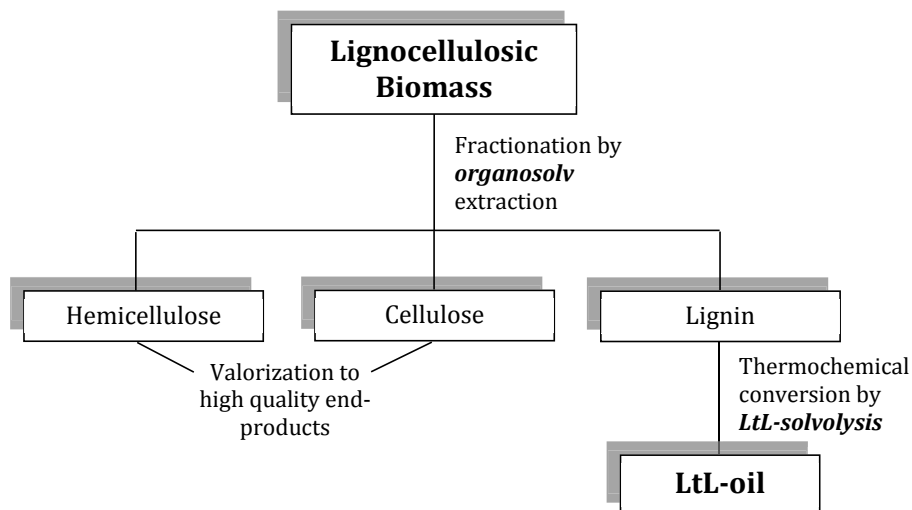 Lignocellulosic
Biomass
Fractionation by
organosolv
extraction
Hemicellulose
Cellulose
Lignin
Valorization to
high quality end-
products
Thermochemical
conversion by
LtL-solvolysis
LtL-oil